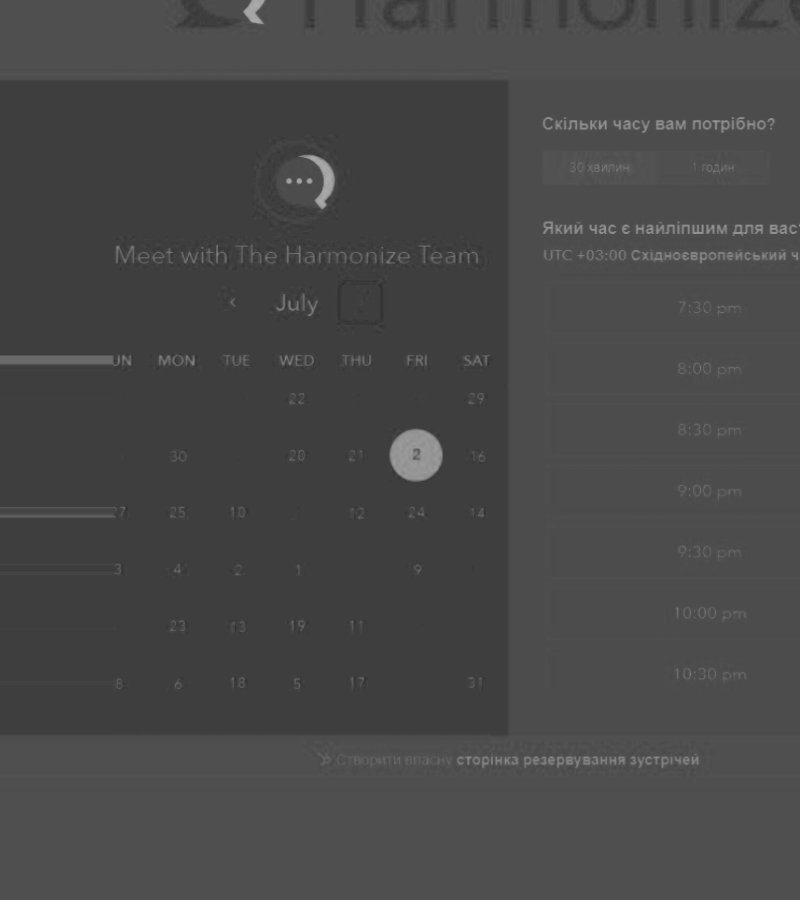 Harmonize
Meet with The Harmonize Team
July
UN MON TUE WED THU FRI SAT
22 29
30 20 21 2 16
27 25 10 12 24 14
3 4 2 1 9
23 13 19 11
8 6 18 5 17 31
Скільки часу вам потрібно?
30 хвилин 1 годин
Який час є найліпшим для вас
UTC +03:00 Східноєвропейський ч
7:30 pm
8:00 pm
8:30 pm
9:00 pm
9:30 pm
10:00 pm
10:30 pm
Створити власну сторінка резервування зустрічей